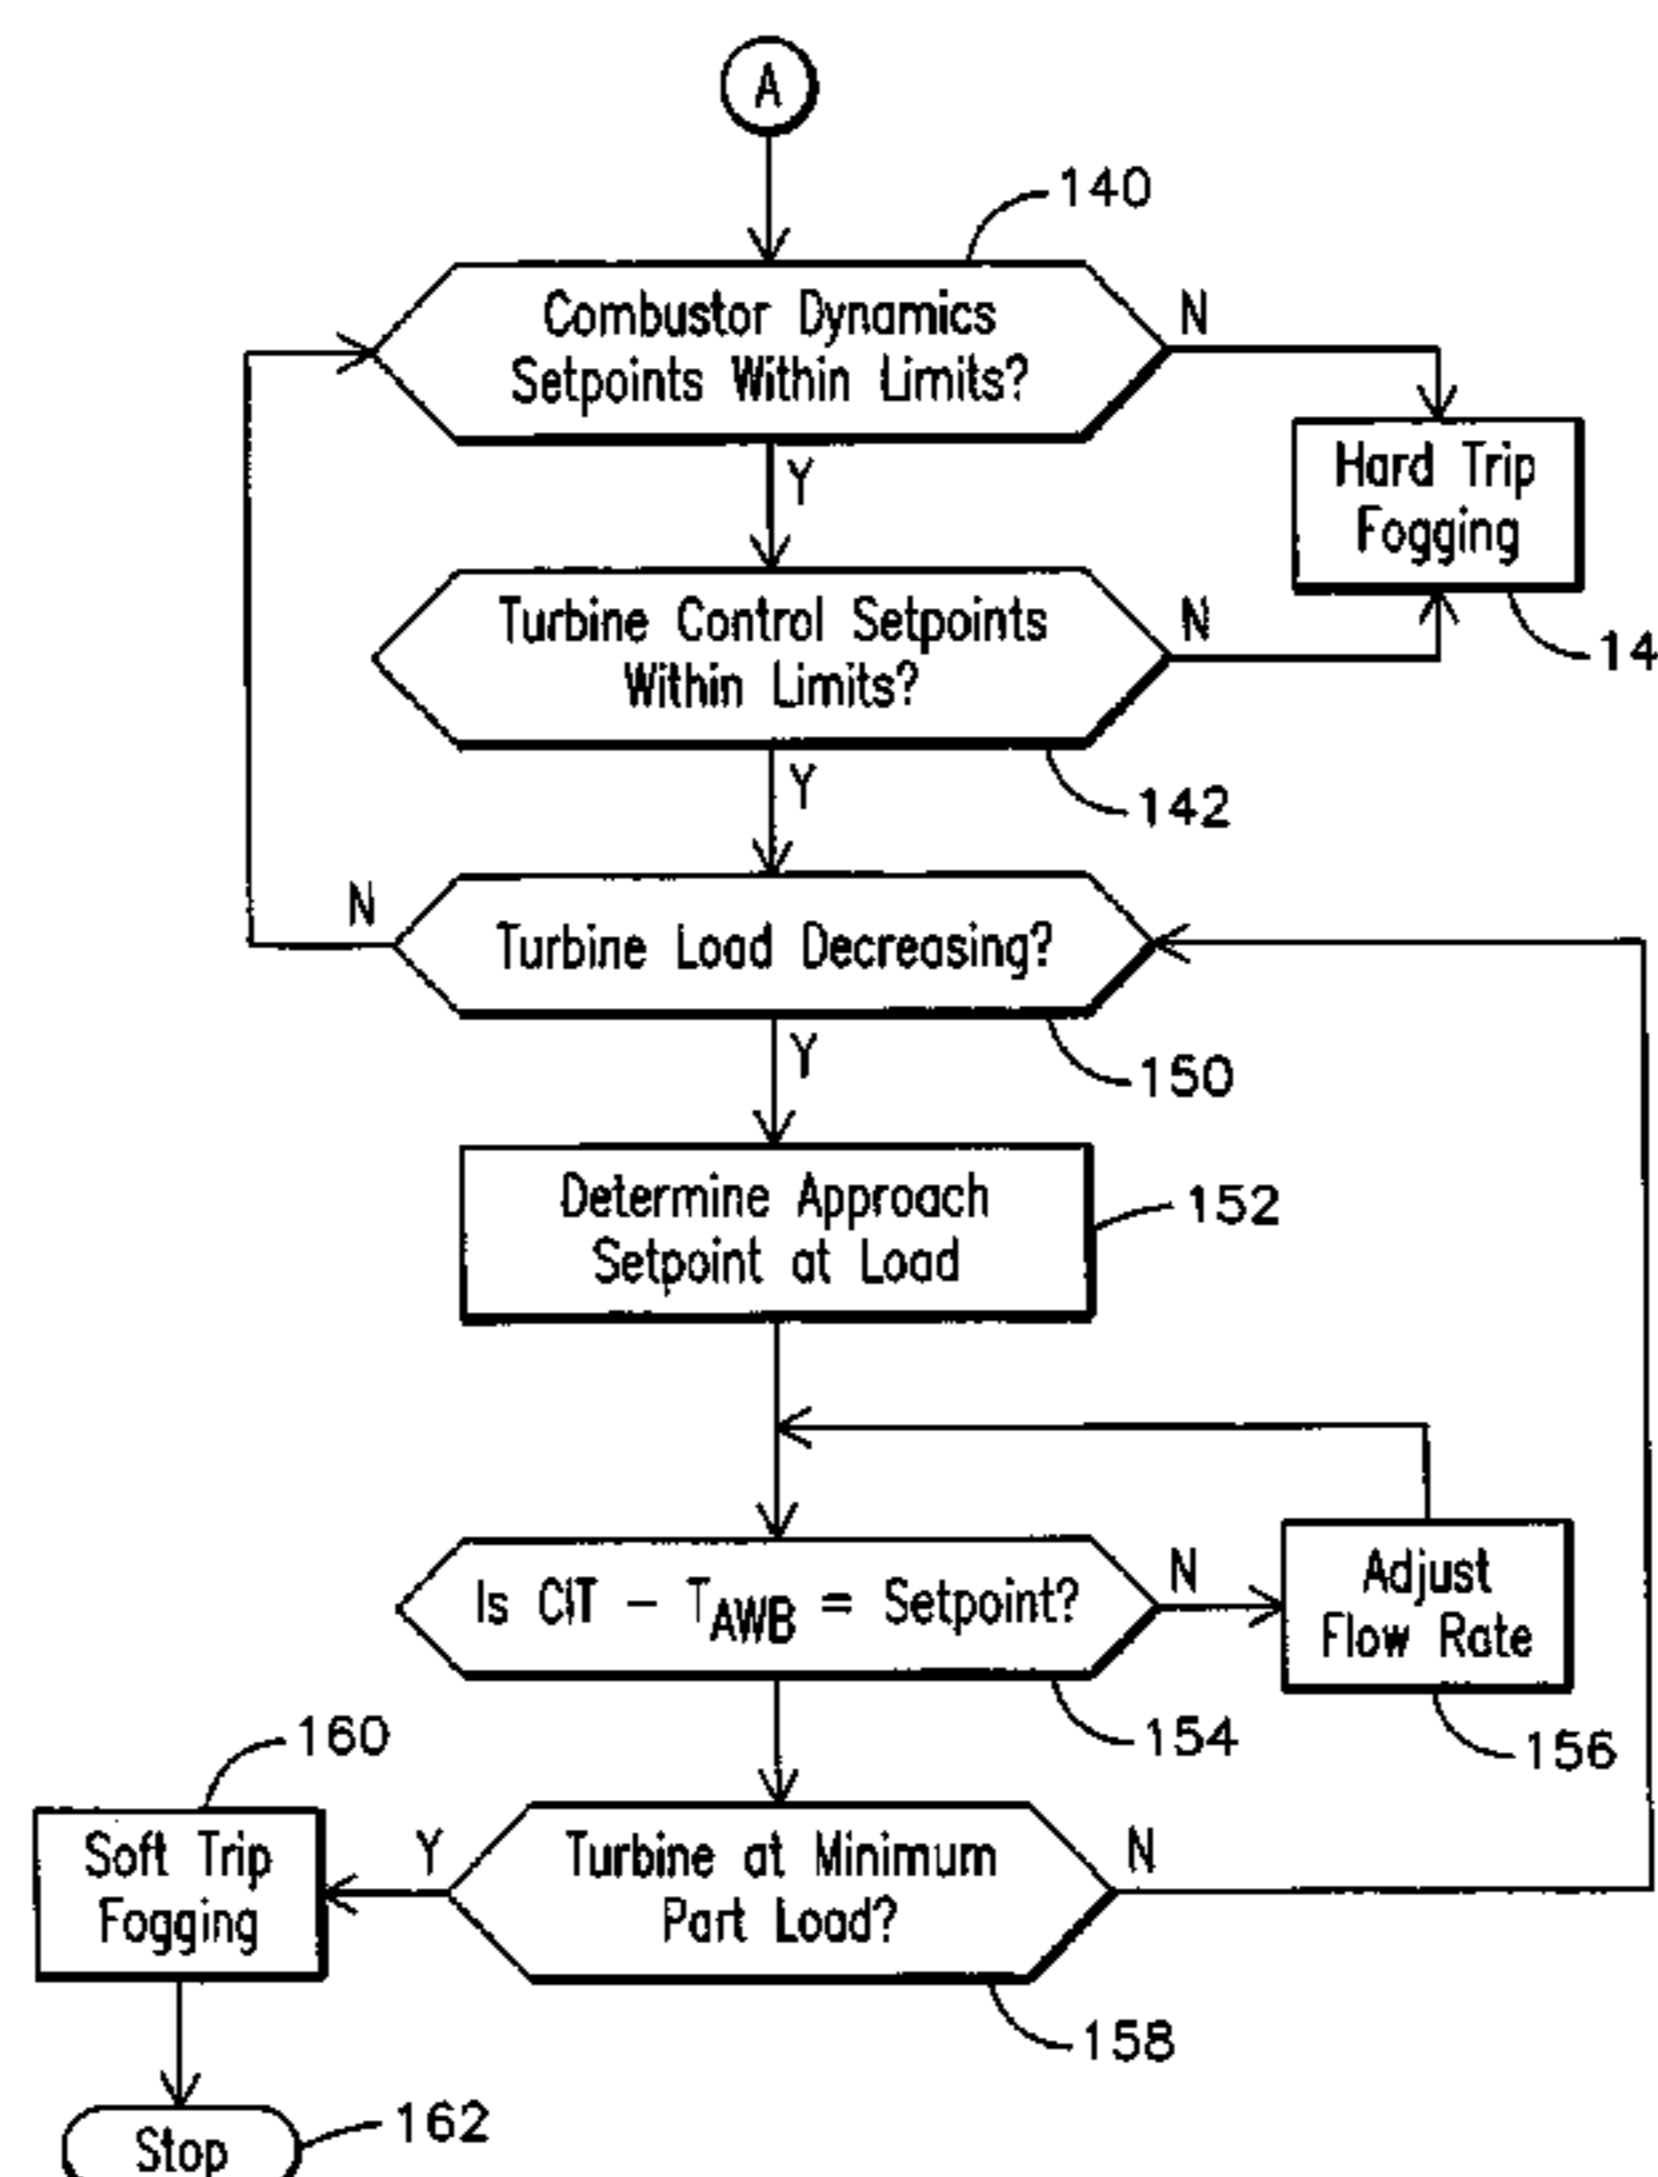 A
140
Combustor Dynamics
Setpoints Within Limits?
N
Hard Trip
Fogging
14
Y
Turbine Control Setpoints
Within Limits?
N
142
Y
N
Turbine Load Decreasing?
150
Y
Determine Approach
Setpoint at Load
152
Is CIT – TAWB = Setpoint?
N
Adjust
Flow Rate
154
156
160
Soft Trip
Fogging
Y
Turbine at Minimum
Part Load?
N
158
Stop
162